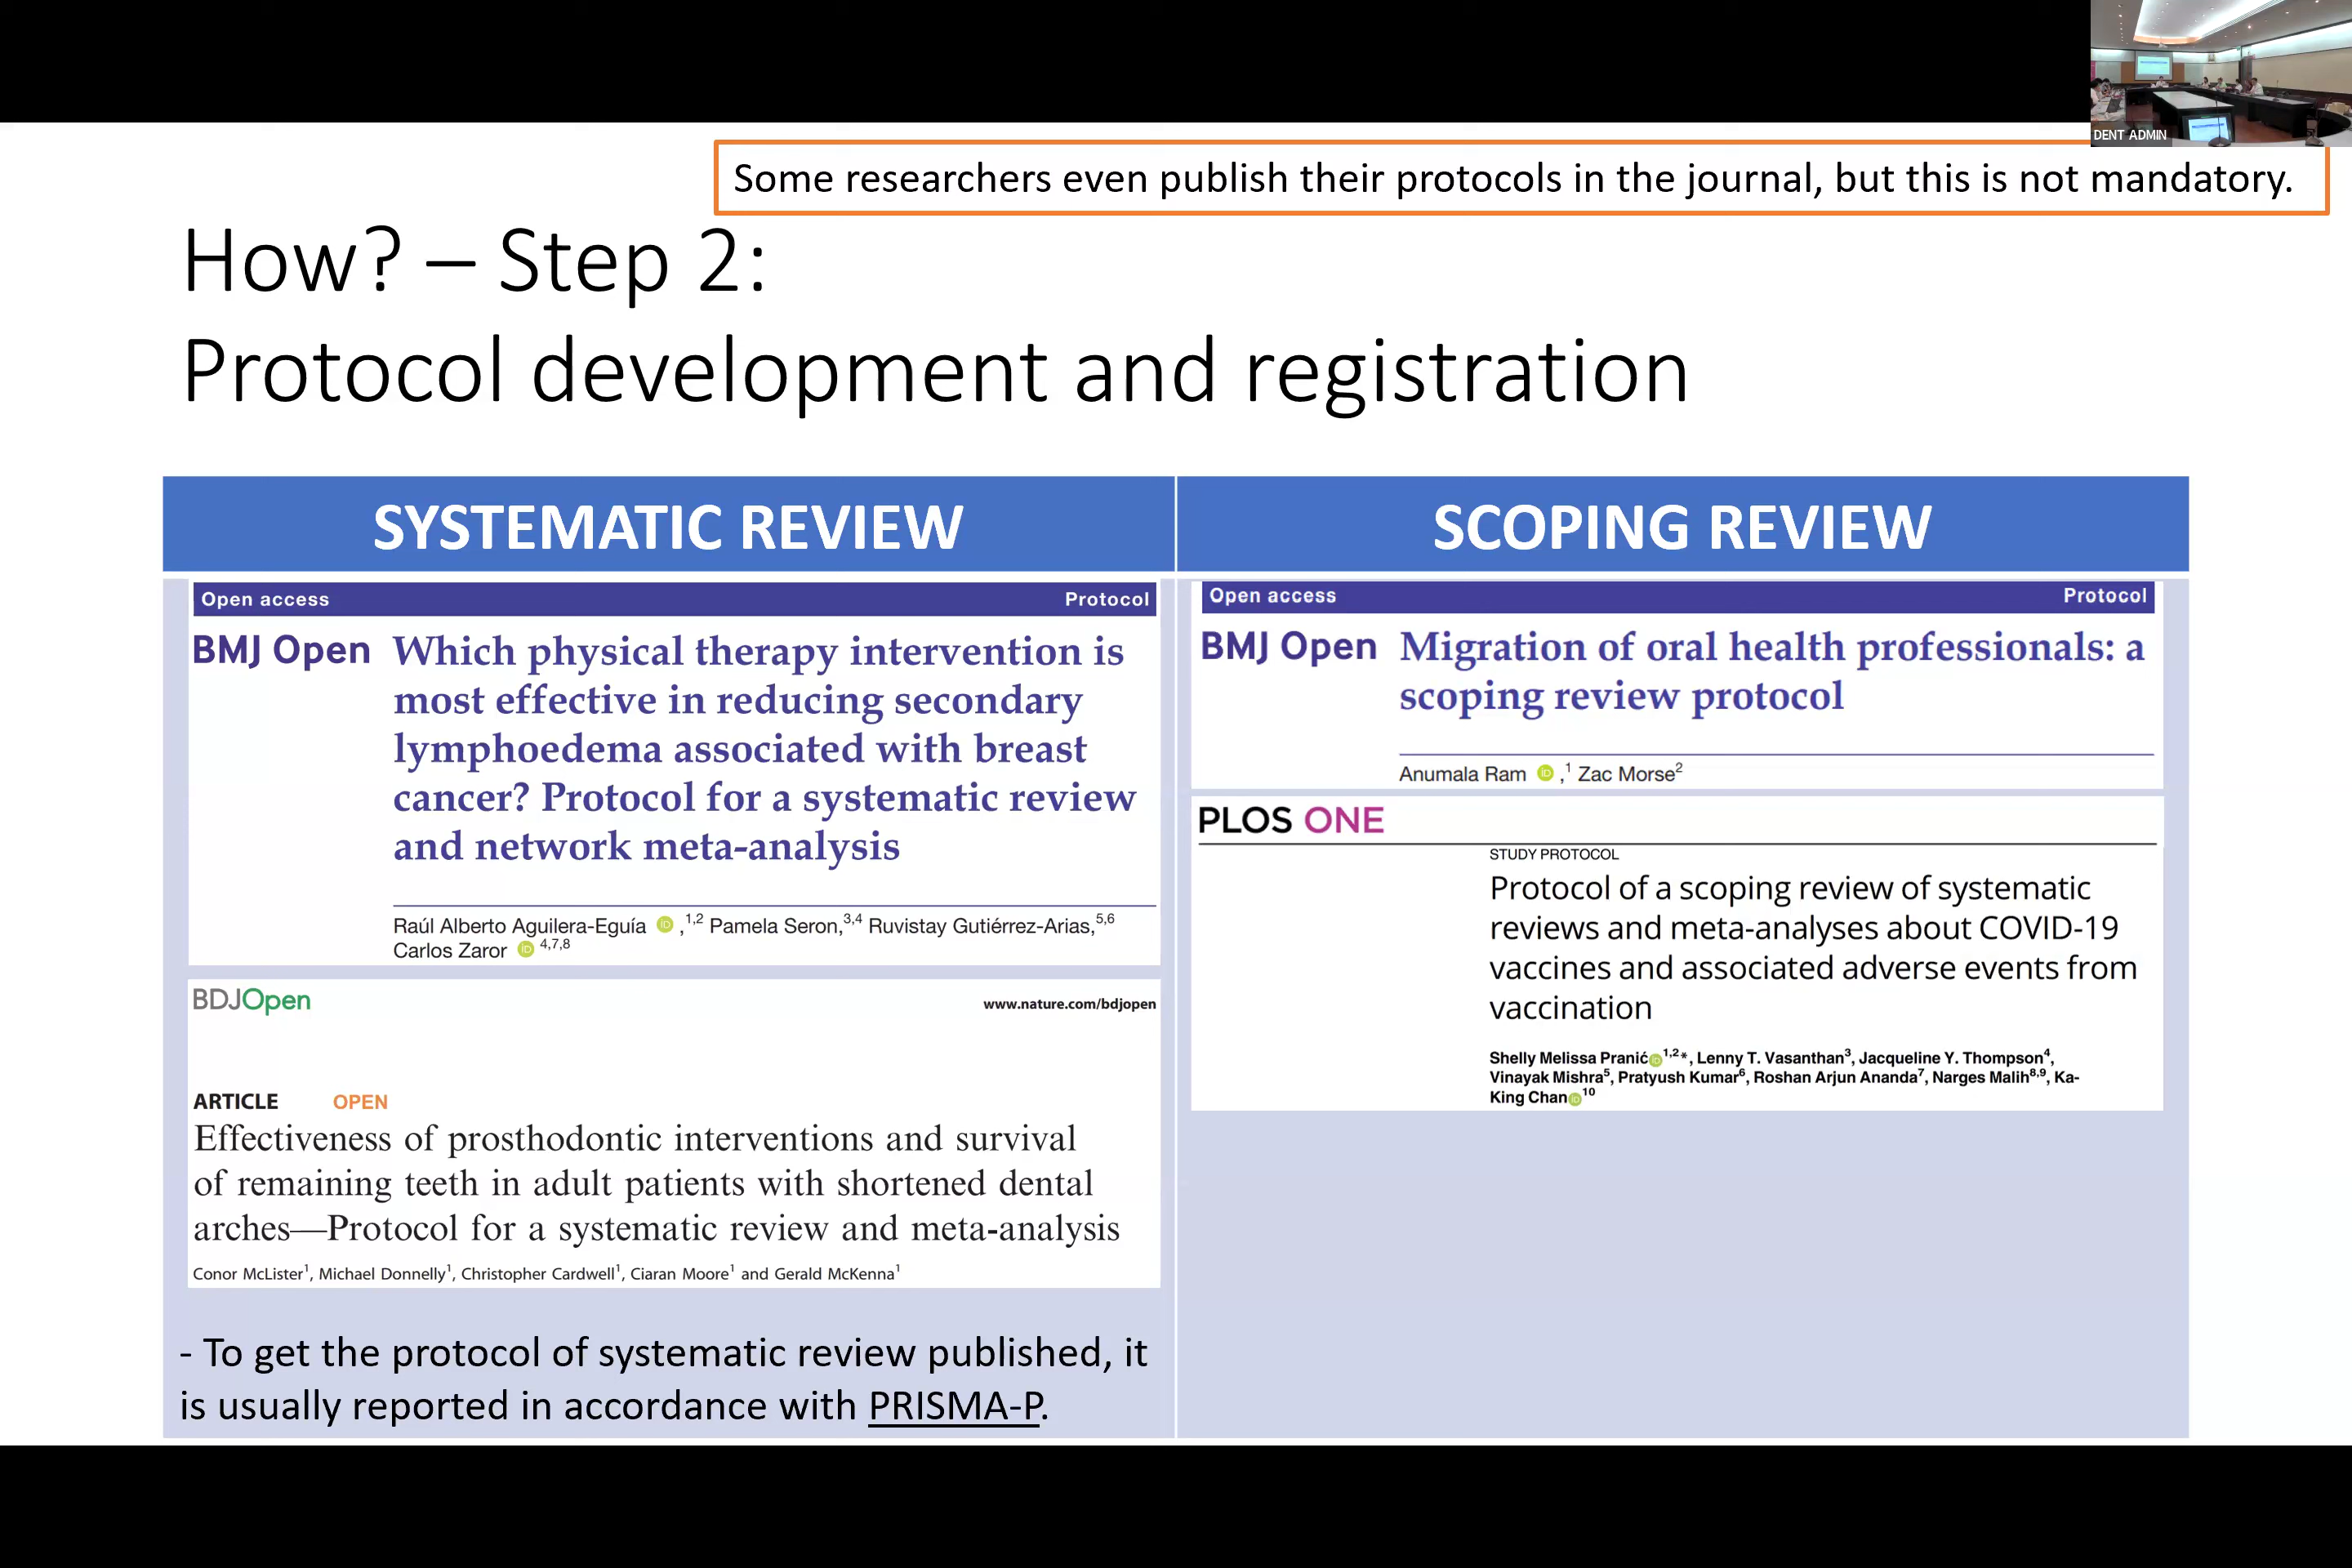 DENT ADMIN
Some researchers even publish their protocols in the journal, but this is not mandatory.
How? – Step 2:
Protocol development and registration
SYSTEMATIC REVIEW
Open access Protocol
BMJ Open Which physical therapy intervention is
most effective in reducing secondary
lymphoedema associated with breast
cancer? Protocol for a systematic review
and network meta-analysis
Raúl Alberto Aguilera-Eguía iD ,1,2 Pamela Seron,3,4 Ruvistay Gutiérrez-Arias,5,6
Carlos Zaror iD 4,7,8
BDJOpen www.nature.com/bdjopen
ARTICLE OPEN
Effectiveness of prosthodontic interventions and survival
of remaining teeth in adult patients with shortened dental
arches—Protocol for a systematic review and meta-analysis
Conor McLister1, Michael Donnelly1, Christopher Cardwell1, Ciaran Moore1 and Gerald McKenna1
- To get the protocol of systematic review published, it
is usually reported in accordance with PRISMA-P.
SCOPING REVIEW
Open access Protocol
BMJ Open Migration of oral health professionals: a
scoping review protocol
Anumala Ram iD ,1 Zac Morse2
PLOS ONE
STUDY PROTOCOL
Protocol of a scoping review of systematic
reviews and meta-analyses about COVID-19
vaccines and associated adverse events from
vaccination
Shelly Melissa Pranić iD 1,2*, Lenny T. Vasanthan3, Jacqueline Y. Thompson4,
Vinayak Mishra5, Pratyush Kumar6, Roshan Arjun Ananda7, Narges Malih8,9, Ka-
King Chan iD 10